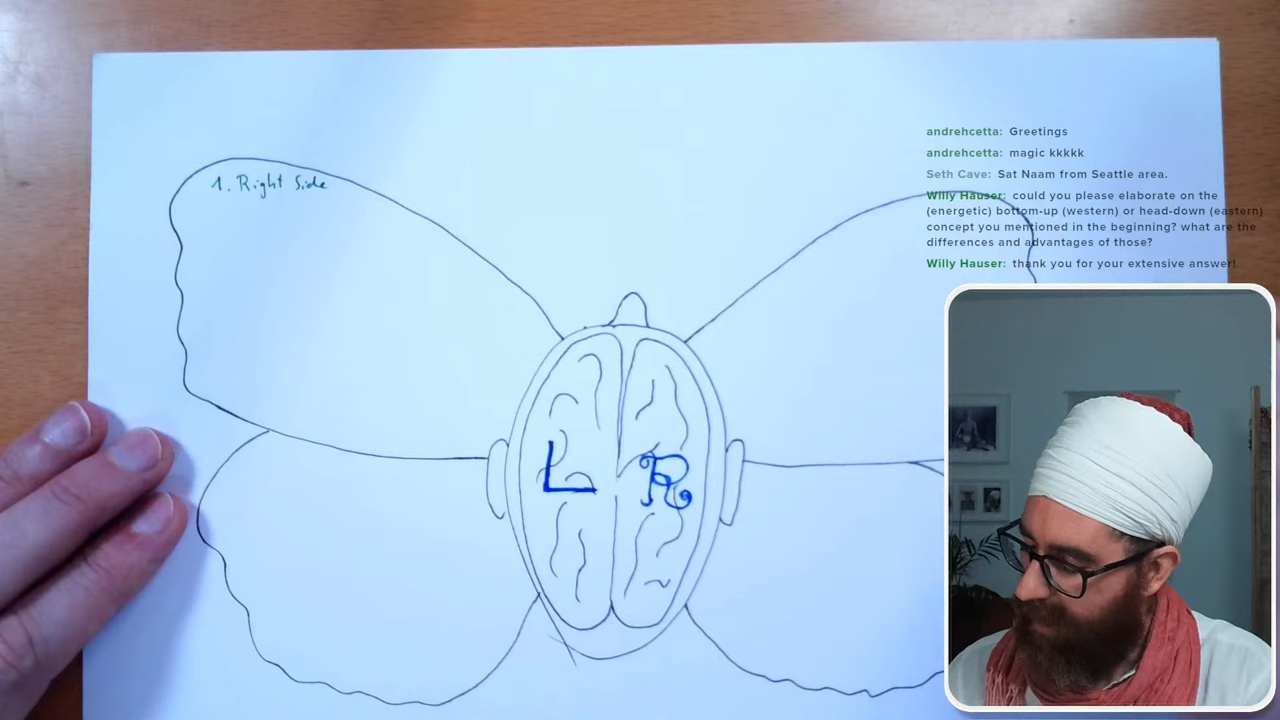 1. Right Side
L R
andrehcetta: Greetings
andrehcetta: magic kkkkk
Seth Cave: Sat Naam from Seattle area.
Willy Hauser: could you please elaborate on the
(energetic) bottom-up (western) or head-down (eastern)
concept you mentioned in the beginning? what are the
differences and advantages of those?
Willy Hauser: thank you for your extensive answer!